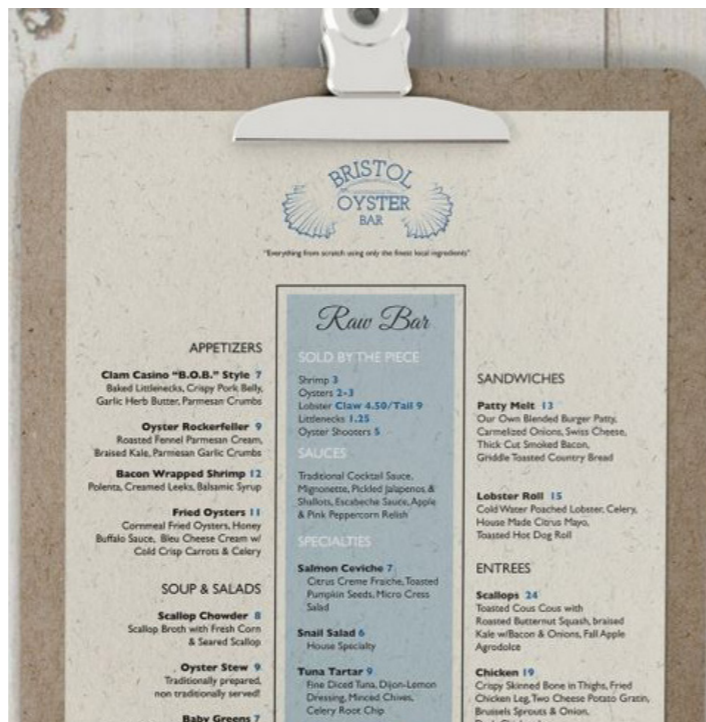 BRISTOL
OYSTER
BAR
"Everything from scratch using only the finest local ingredients"
APPETIZERS
Clam Casino "B.O.B." Style 7
Baked Littlenecks, Crispy Pork Belly,
Garlic Herb Butter, Parmesan Crumbs
Oyster Rockerfeller 9
Roasted Fennel Parmesan Cream,
Braised Kale, Parmesan Garlic Crumbs
Bacon Wrapped Shrimp 12
Polenta, Creamed Leeks, Balsamic Syrup
Fried Oysters 11
Cornmeal Fried Oysters, Honey
Buffalo Sauce, Bleu Cheese Cream w/
Cold Crisp Carrots & Celery
SOUP & SALADS
Scallop Chowder 8
Scallop Broth with Fresh Corn
& Seared Scallop
Oyster Stew 9
Traditionally prepared,
non traditionally served!
Baby Greens 7
Raw Bar
SOLD BY THE PIECE
Shrimp 3
Oysters 2-3
Lobster Claw 4.50/Tail 9
Littlenecks 1.25
Oyster Shooters 5
SAUCES
Traditional Cocktail Sauce,
Mignonette, Pickled Jalapenos &
Shallots, Escabeche Sauce, Apple
& Pink Peppercorn Relish
SPECIALTIES
Salmon Ceviche 7
Citrus Creme Fraiche, Toasted
Pumpkin Seeds, Micro Cress
Salad
Snail Salad 6
House Specialty
Tuna Tartar 9
Fine Diced Tuna, Dijon-Lemon
Dressing, Minced Chives,
Celery Root Chip
SANDWICHES
Patty Melt 13
Our Own Blended Burger Patty,
Carmelized Onions, Swiss Cheese,
Thick Cut Smoked Bacon,
Griddle Toasted Country Bread
Lobster Roll 15
Cold Water Poached Lobster, Celery,
House Made Citrus Mayo,
Toasted Hot Dog Roll
ENTREES
Scallops 24
Toasted Cous Cous with
Roasted Butternut Squash, braised
Kale w/Bacon & Onions, Fall Apple
Agrodolce
Chicken 19
Crispy Skinned Bone in Thighs, Fried
Chicken Leg, Two Cheese Potato Gratin,
Brussels Sprouts & Onion,